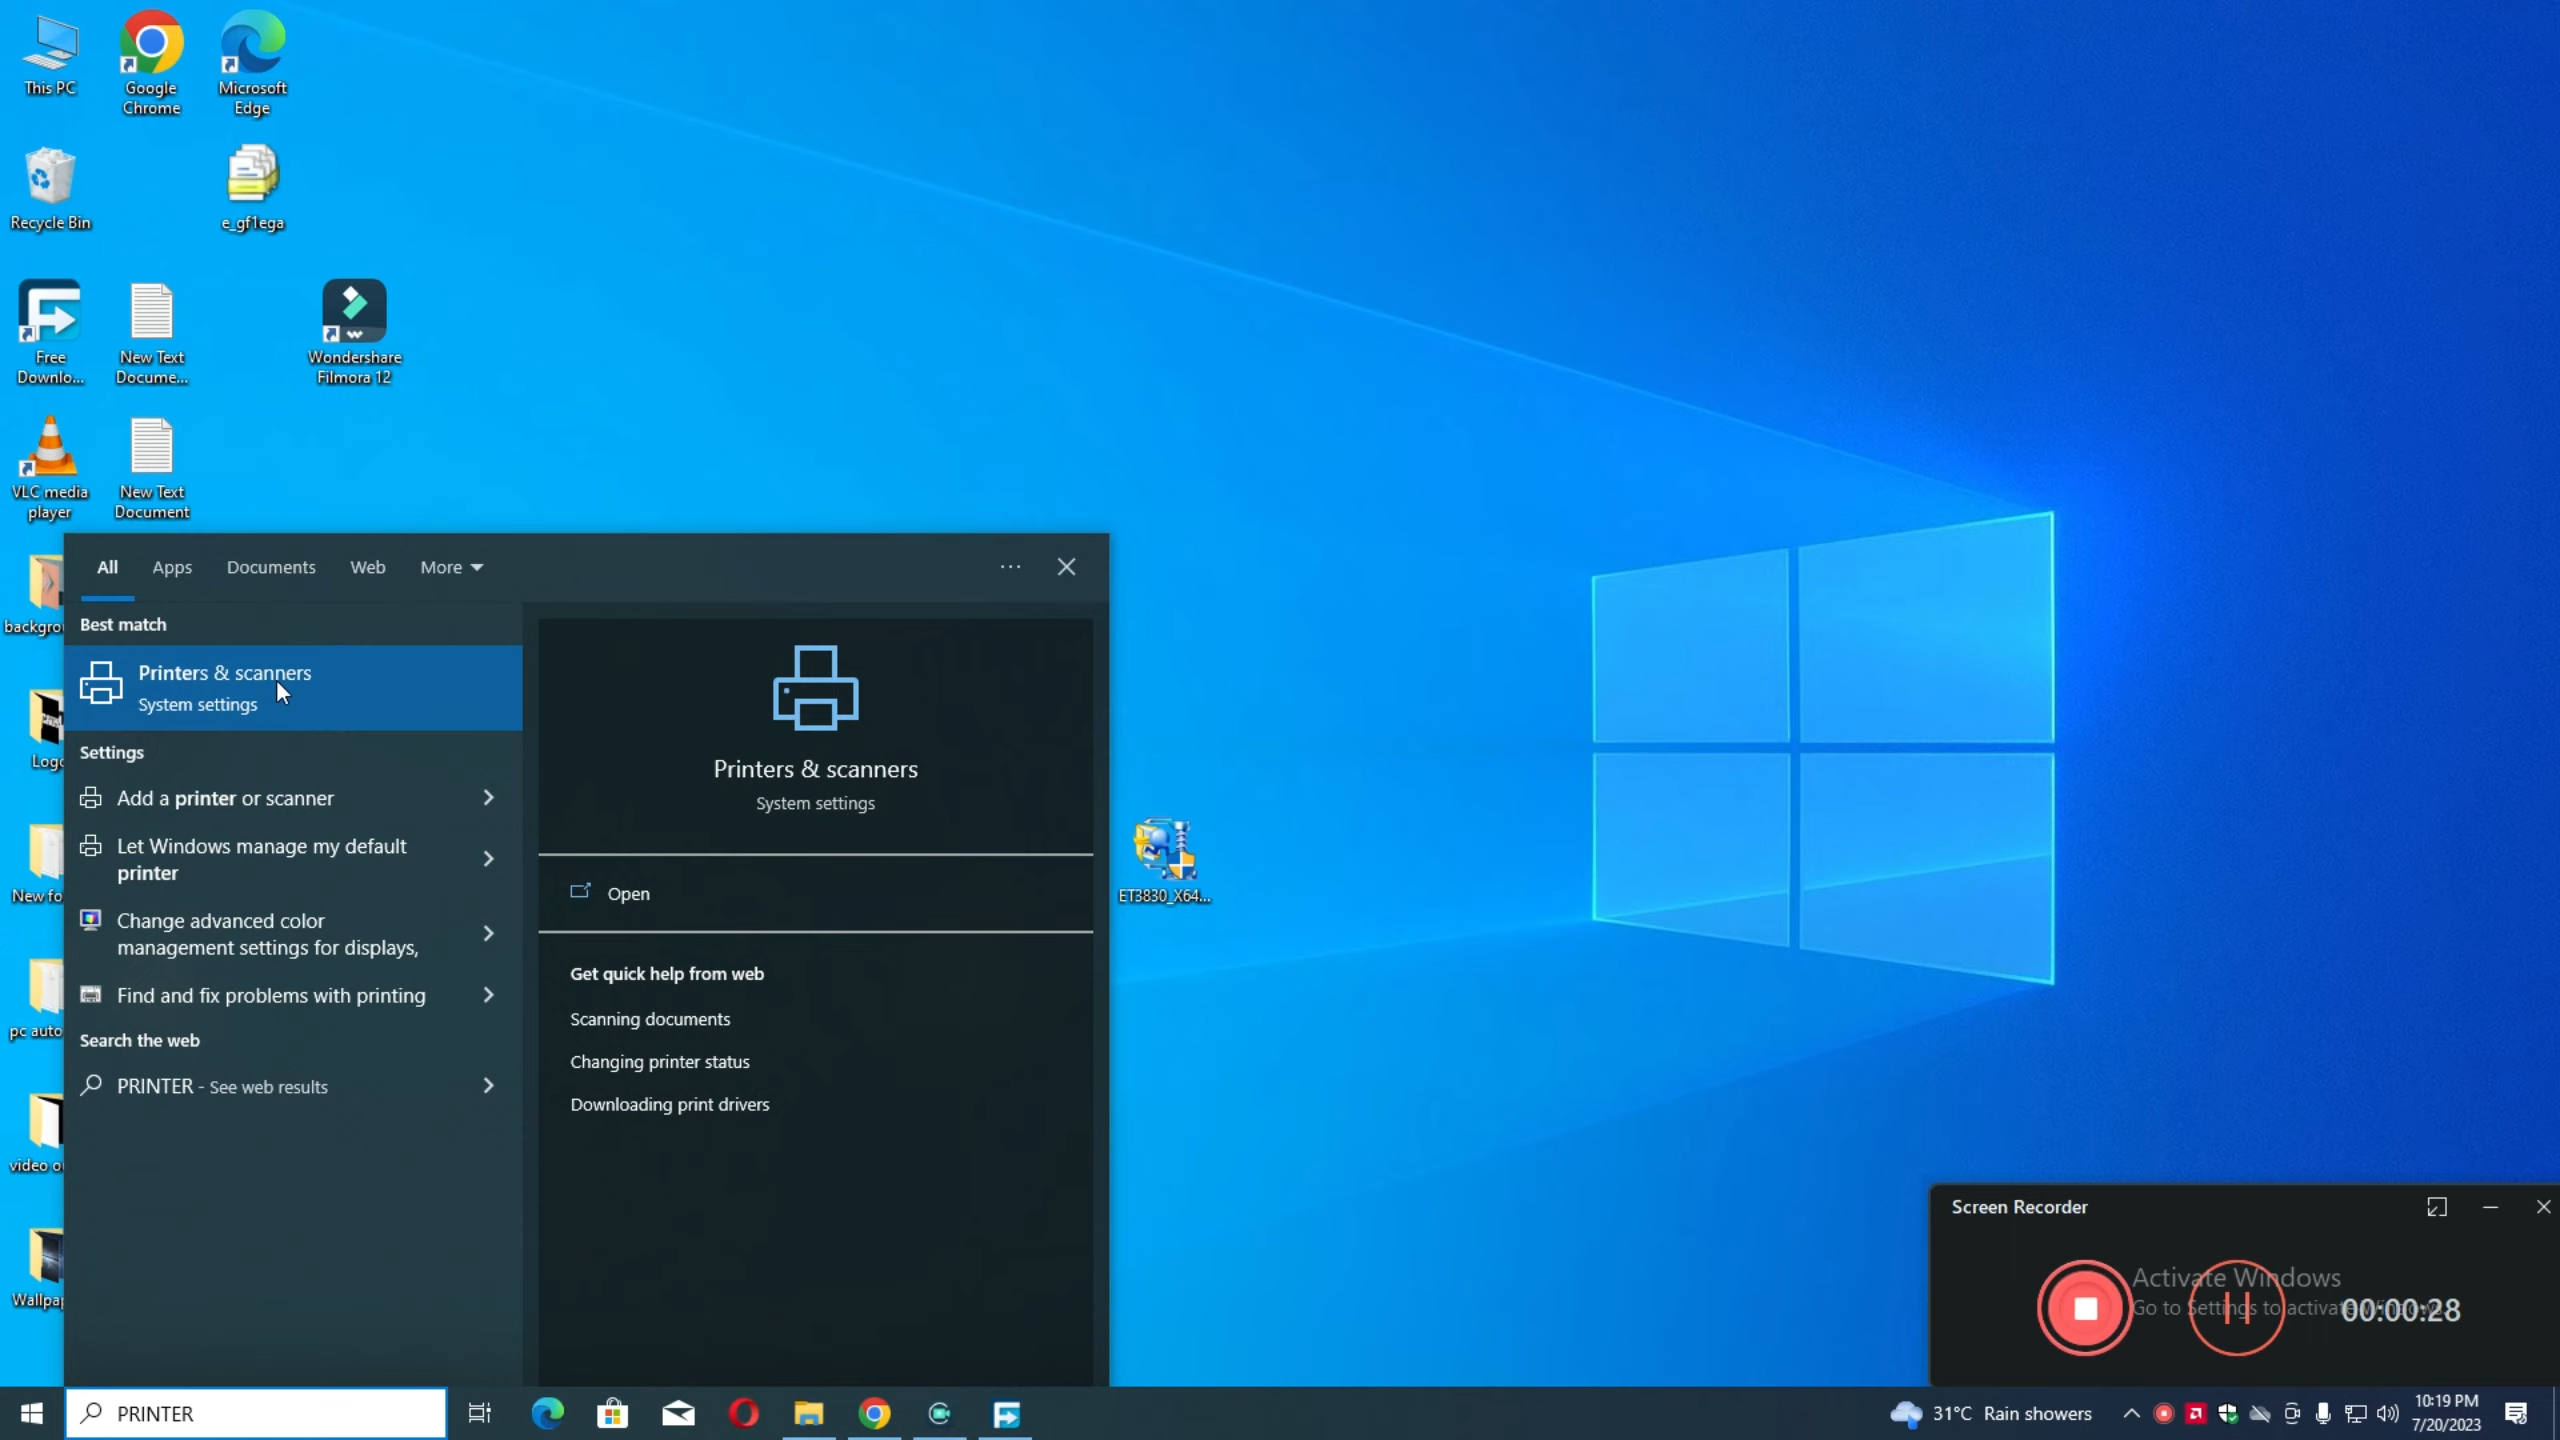 This PC
Google
Chrome
Microsoft
Edge
Recycle Bin
e_gf1ega
Free
Downlo...
New Text
Docume...
Wondershare
Filmora 12
VLC media
player
New Text
Document
backgro
Logo
New fo
pc auto
video o
Wallpa
All
Apps
Documents
Web
More
Best match
Printers & scanners
System settings
Settings
Add a printer or scanner
Let Windows manage my default
printer
Change advanced color
management settings for displays,
Find and fix problems with printing
Search the web
PRINTER - See web results
Printers & scanners
System settings
Open
Get quick help from web
Scanning documents
Changing printer status
Downloading print drivers
ET3830_X64...
Screen Recorder
Activate Windows
Go to Settings to activate Windows.
00:00:28
PRINTER
31°C Rain showers
10:19 PM
7/20/2023